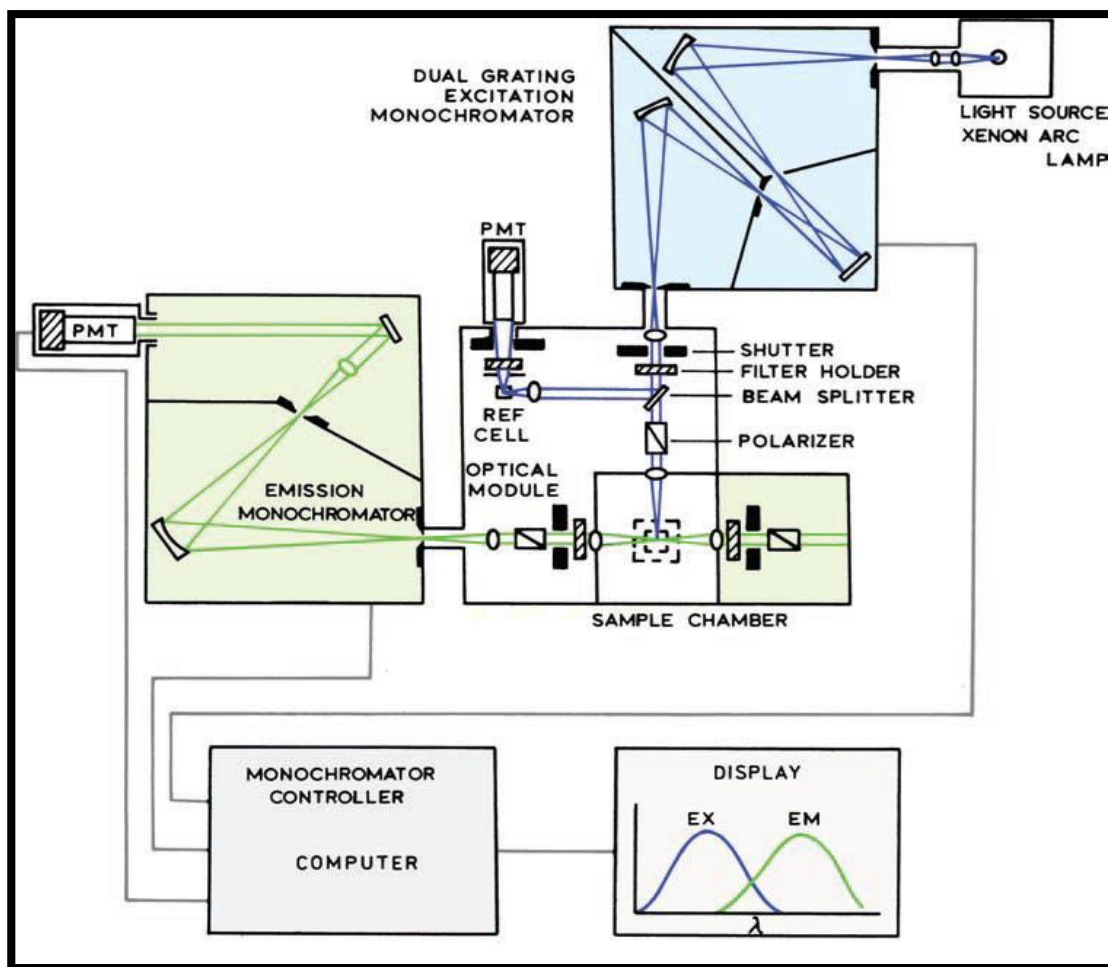 DUAL GRATING
EXCITATION
MONOCHROMATOR
LIGHT SOURCE
XENON ARC
LAMP
PMT
PMT
SHUTTER
FILTER HOLDER
BEAM SPLITTER
REF
CELL
POLARIZER
OPTICAL
MODULE
EMISSION
MONOCHROMATOR
SAMPLE CHAMBER
MONOCHROMATOR
CONTROLLER
COMPUTER
DISPLAY
EX EM
λ